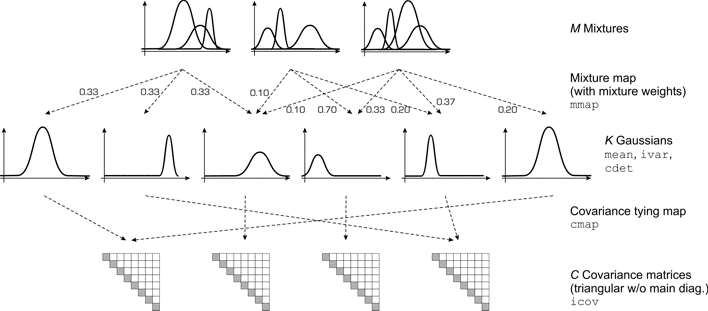 M Mixtures
Mixture map
(with mixture weights)
mmap
0.33
0.33
0.33
0.10
0.10
0.70
0.33
0.20
0.37
0.20
K Gaussians
mean, ivar,
cdet
Covariance tying map
cmap
C Covariance matrices
(triangular w/o main diag.)
icov